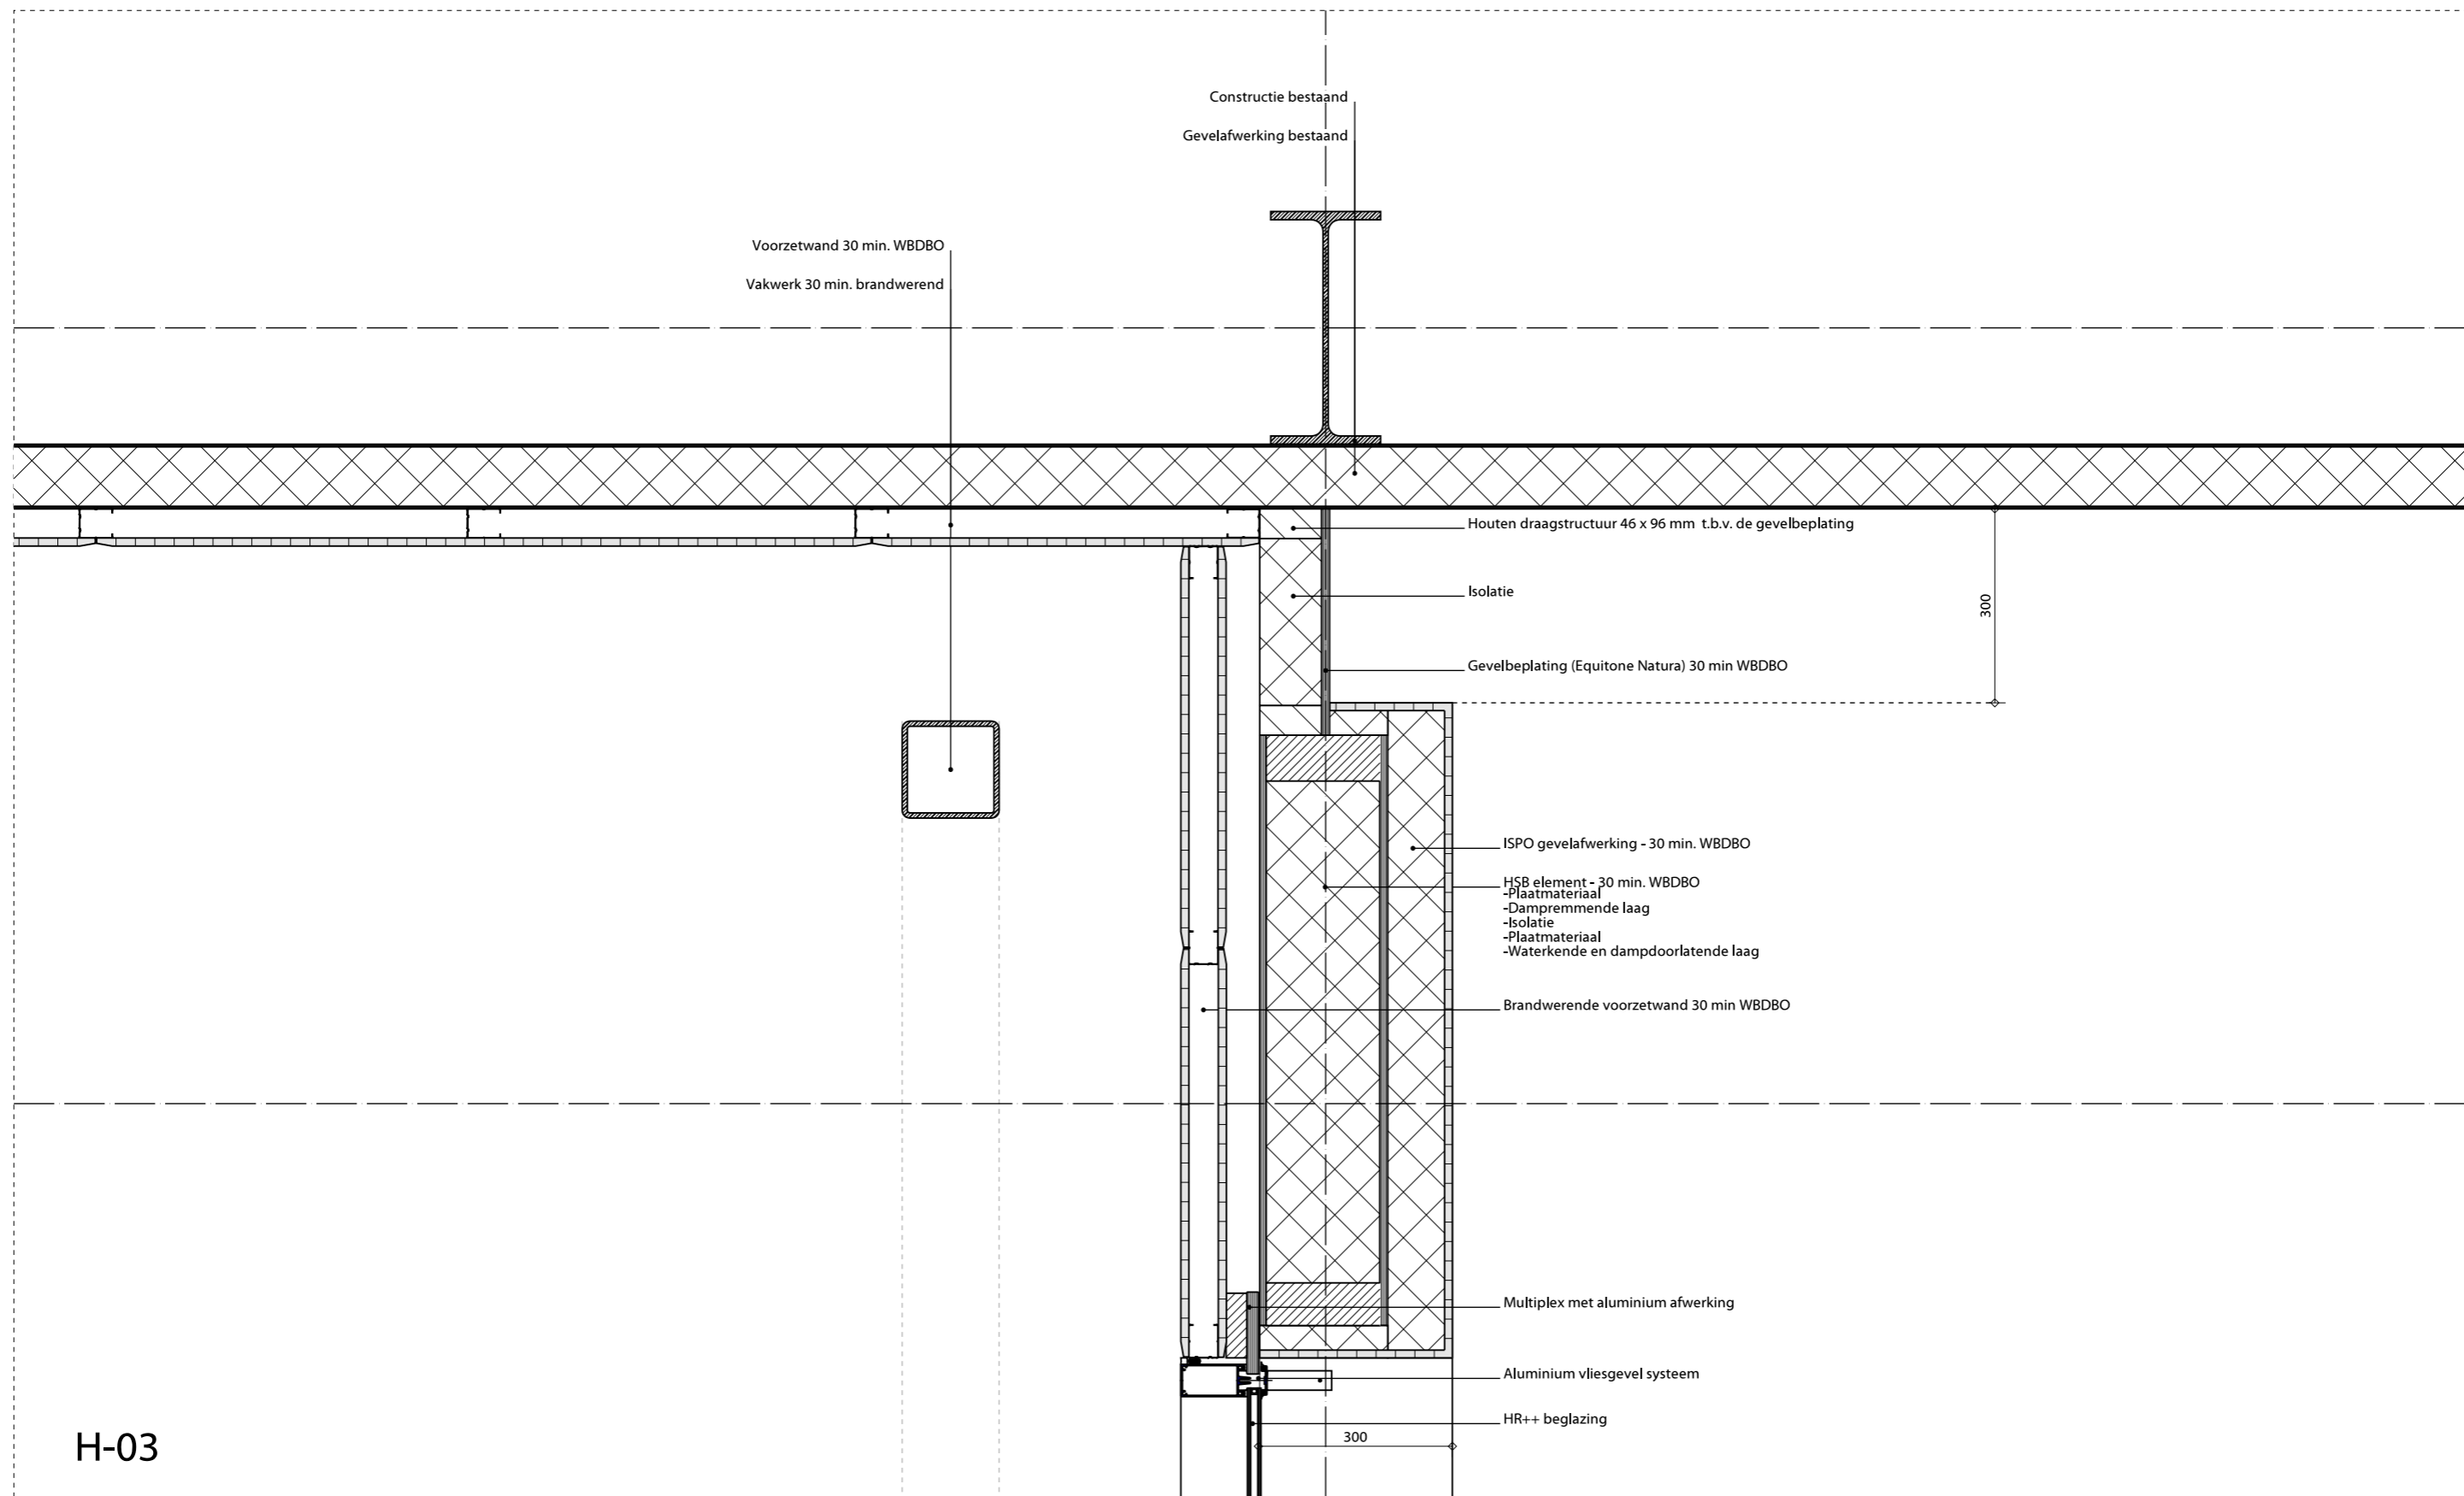 Constructie bestaand
Gevelafwerking bestaand
Voorzetwand 30 min. WBDBO
Vakwerk 30 min. brandwerend
Houten draagstructuur 46 x 96 mm t.b.v. de gevelbeplating
Isolatie
300
Gevelbeplating (Equitone Natura) 30 min WBDBO
ISPO gevelafwerking - 30 min. WBDBO
HSB element - 30 min. WBDBO
-Plaatmateriaal
-Dampremmende laag
-Isolatie
-Plaatmateriaal
-Waterkende en dampdoorlatende laag
Brandwerende voorzetwand 30 min WBDBO
Multiplex met aluminium afwerking
Aluminium vliesgevel systeem
HR++ beglazing
300
H-03